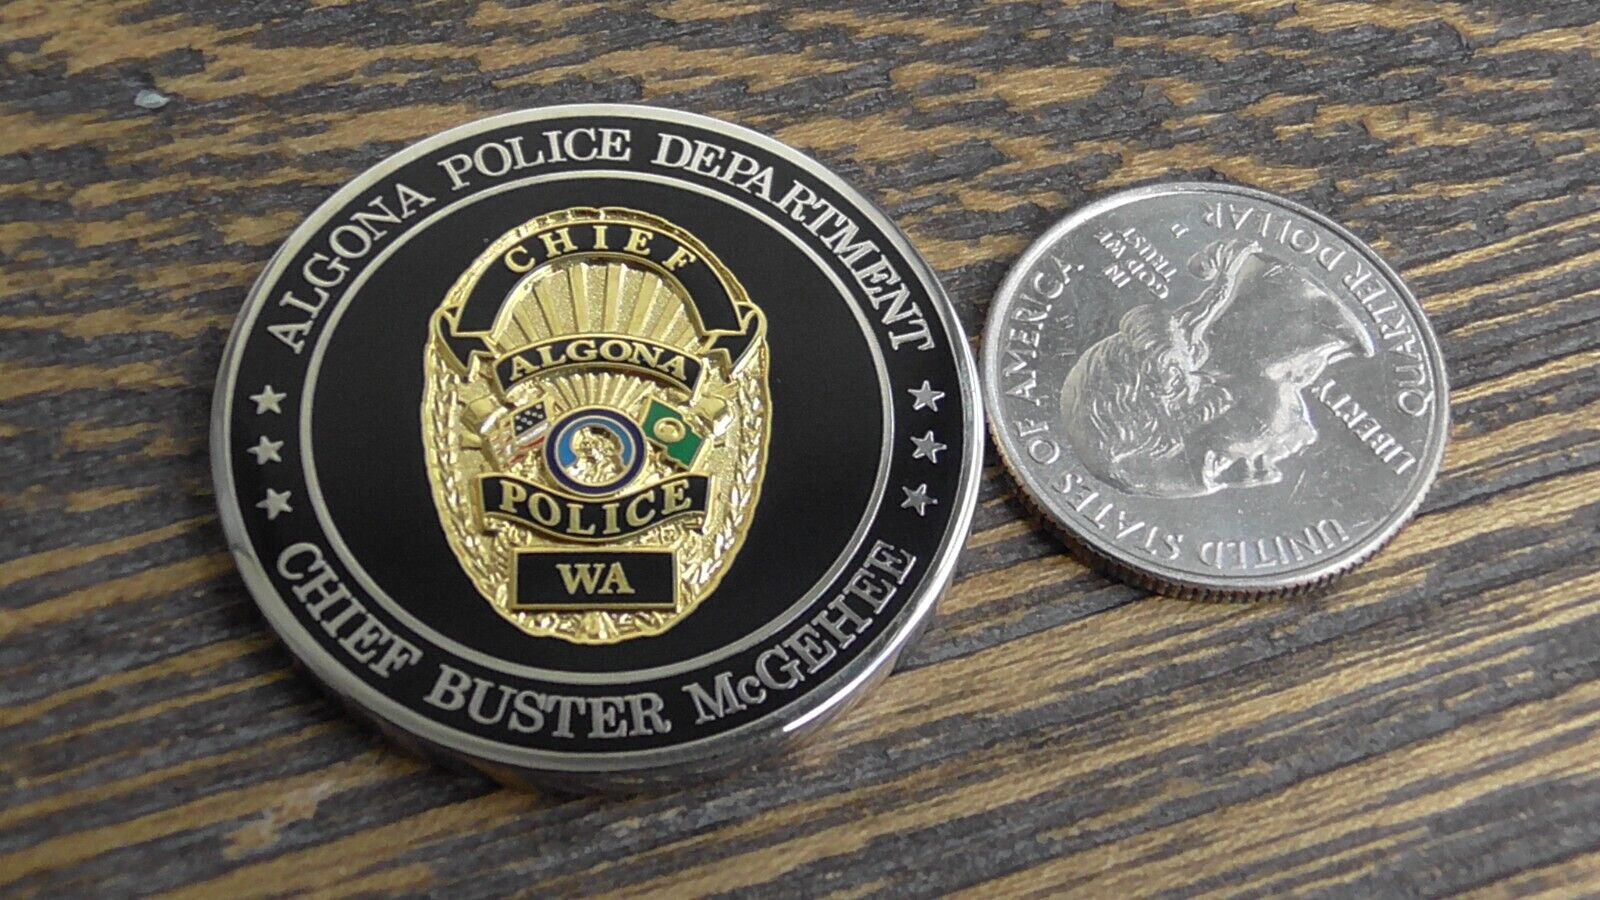 ALGONA POLICE DEPARTMENT
CHIEF
ALGONA
POLICE
WA
CHIEF BUSTER McGEHEE
UNITED STATES OF AMERICA
LIBERTY
IN
GOD WE
TRUST
D
QUARTER DOLLAR